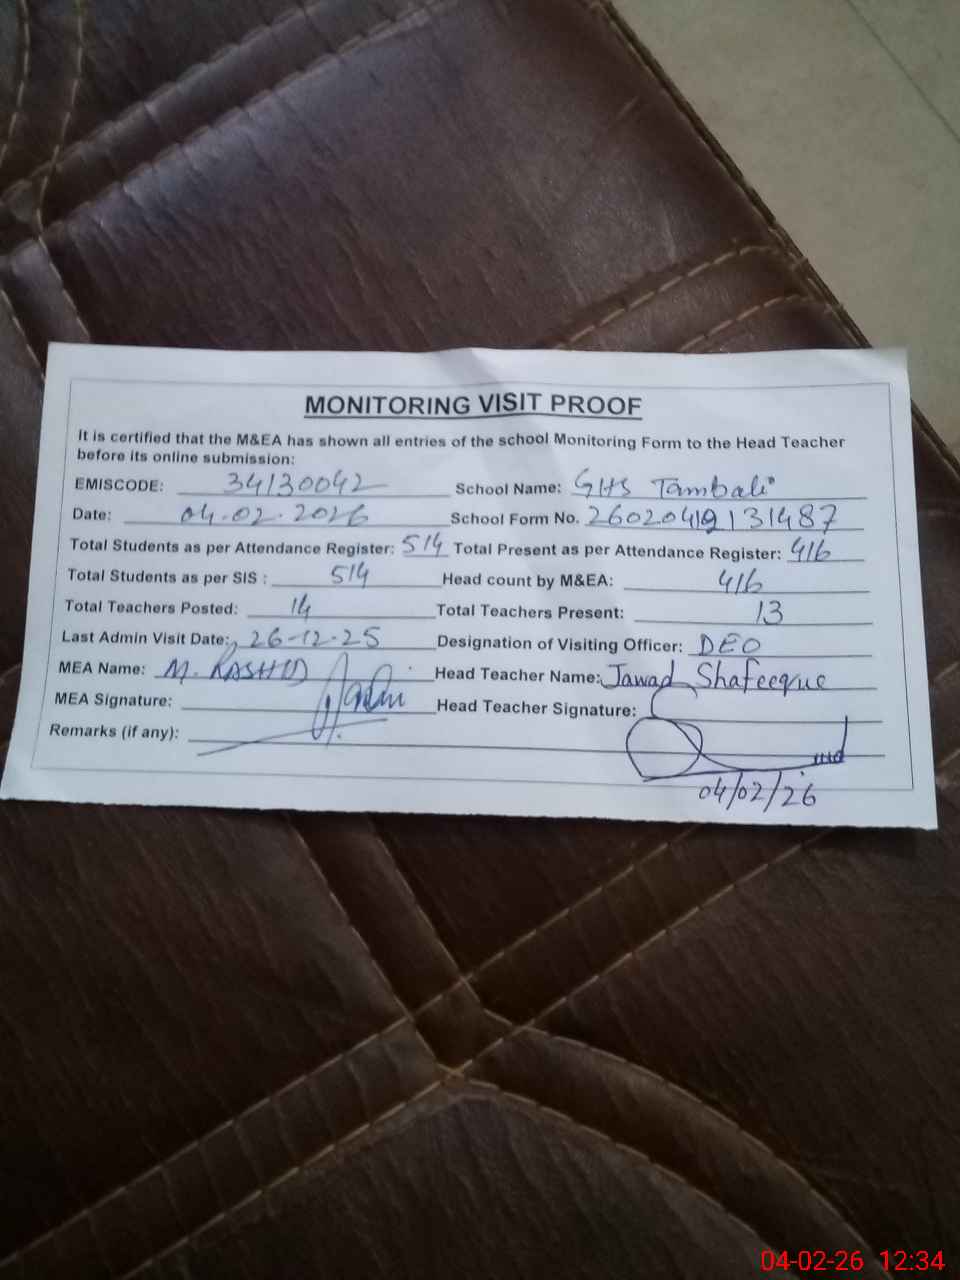 MONITORING VISIT PROOF
It is certified that the M&EA has shown all entries of the school Monitoring Form to the Head Teacher
before its online submission:
EMISCODE: 34130042 School Name: GHS Tambali
Date: 04.02.2026 School Form No.
Total Students as per Attendance Register: 514 Total Present as per Attendance Register: 416
Total Students as per SIS : 514 Head count by M&EA: 416
Total Teachers Posted: 14 Total Teachers Present: 13
Last Admin Visit Date: 26-12-25 Designation of Visiting Officer: DEO
MEA Name: M. RASHID Head Teacher Name: Jawad Shafeeque
MEA Signature: Head Teacher Signature:
Remarks (if any):
04/02/26
04-02-26 12:34